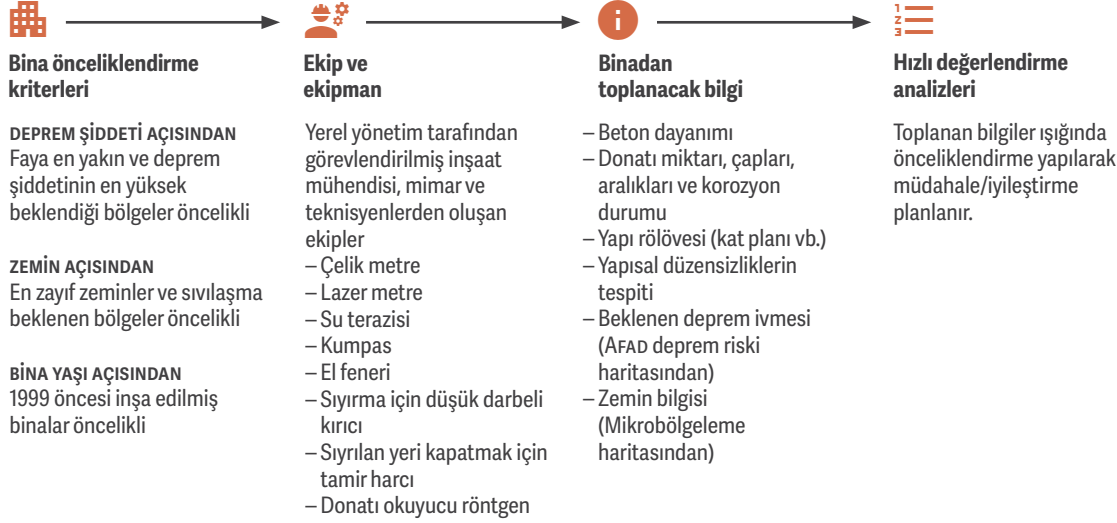 1
2
3
Bina önceliklendirme
kriterleri
DEPREM ŞİDDETİ AÇISINDAN
Faya en yakın ve deprem
şiddetinin en yüksek
beklendiği bölgeler öncelikli
ZEMİN AÇISINDAN
En zayıf zeminler ve sıvılaşma
beklenen bölgeler öncelikli
BİNA YAŞI AÇISINDAN
1999 öncesi inşa edilmiş
binalar öncelikli
Ekip ve
ekipman
Yerel yönetim tarafından
görevlendirilmiş inşaat
mühendisi, mimar ve
teknisyenlerden oluşan
ekipler
– Çelik metre
– Lazer metre
– Su terazisi
– Kumpas
– El feneri
– Sıyırma için düşük darbeli
kırıcı
– Sıyrılan yeri kapatmak için
tamir harcı
– Donatı okuyucu röntgen
Binadan
toplanacak bilgi
– Beton dayanımı
– Donatı miktarı, çapları,
aralıkları ve korozyon
durumu
– Yapı rölövesi (kat planı vb.)
– Yapısal düzensizliklerin
tespiti
– Beklenen deprem ivmesi
(AFAD deprem riski
haritasından)
– Zemin bilgisi
(Mikrobölgeleme
haritasından)
Hızlı değerlendirme
analizleri
Toplanan bilgiler ışığında
önceliklendirme yapılarak
müdahale/iyileştirme
planlanır.